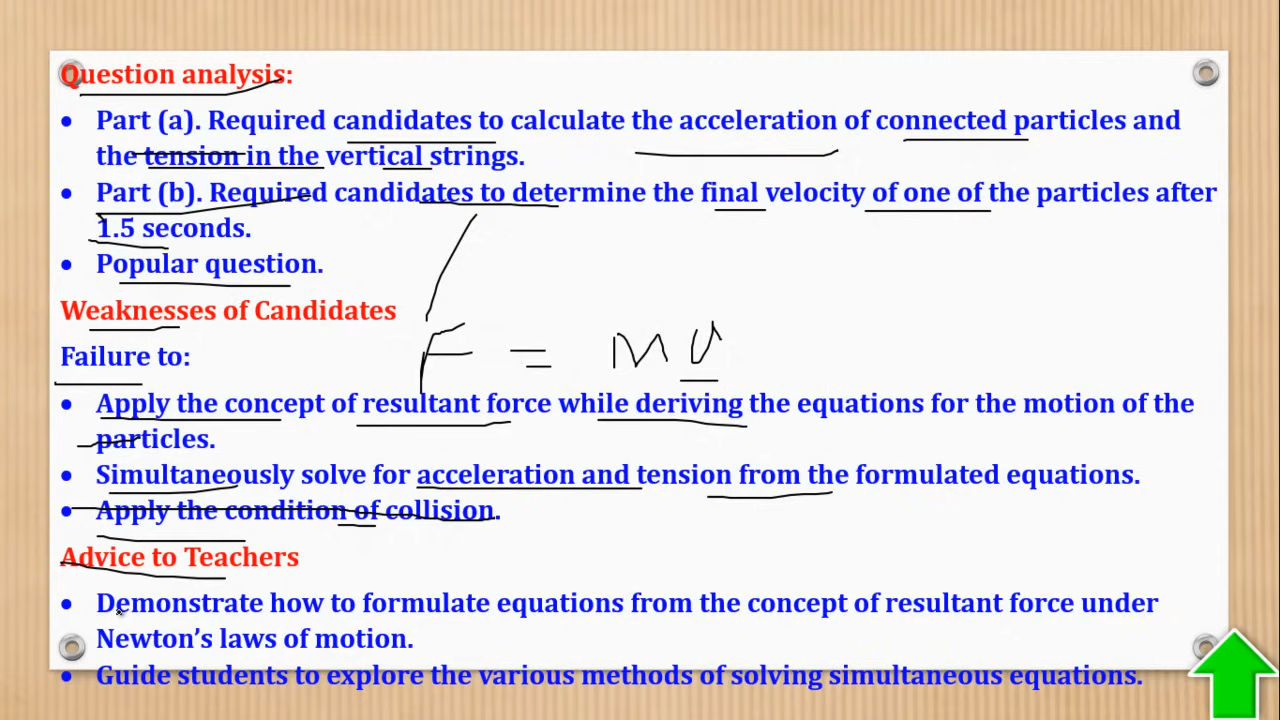 Question analysis:
• Part (a). Required candidates to calculate the acceleration of connected particles and
the tension in the vertical strings.
• Part (b). Required candidates to determine the final velocity of one of the particles after
1.5 seconds.
• Popular question.
Weaknesses of Candidates
Failure to:
F = ma
• Apply the concept of resultant force while deriving the equations for the motion of the
particles.
• Simultaneously solve for acceleration and tension from the formulated equations.
• Apply the condition of collision.
Advice to Teachers
• Demonstrate how to formulate equations from the concept of resultant force under
Newton's laws of motion.
• Guide students to explore the various methods of solving simultaneous equations.